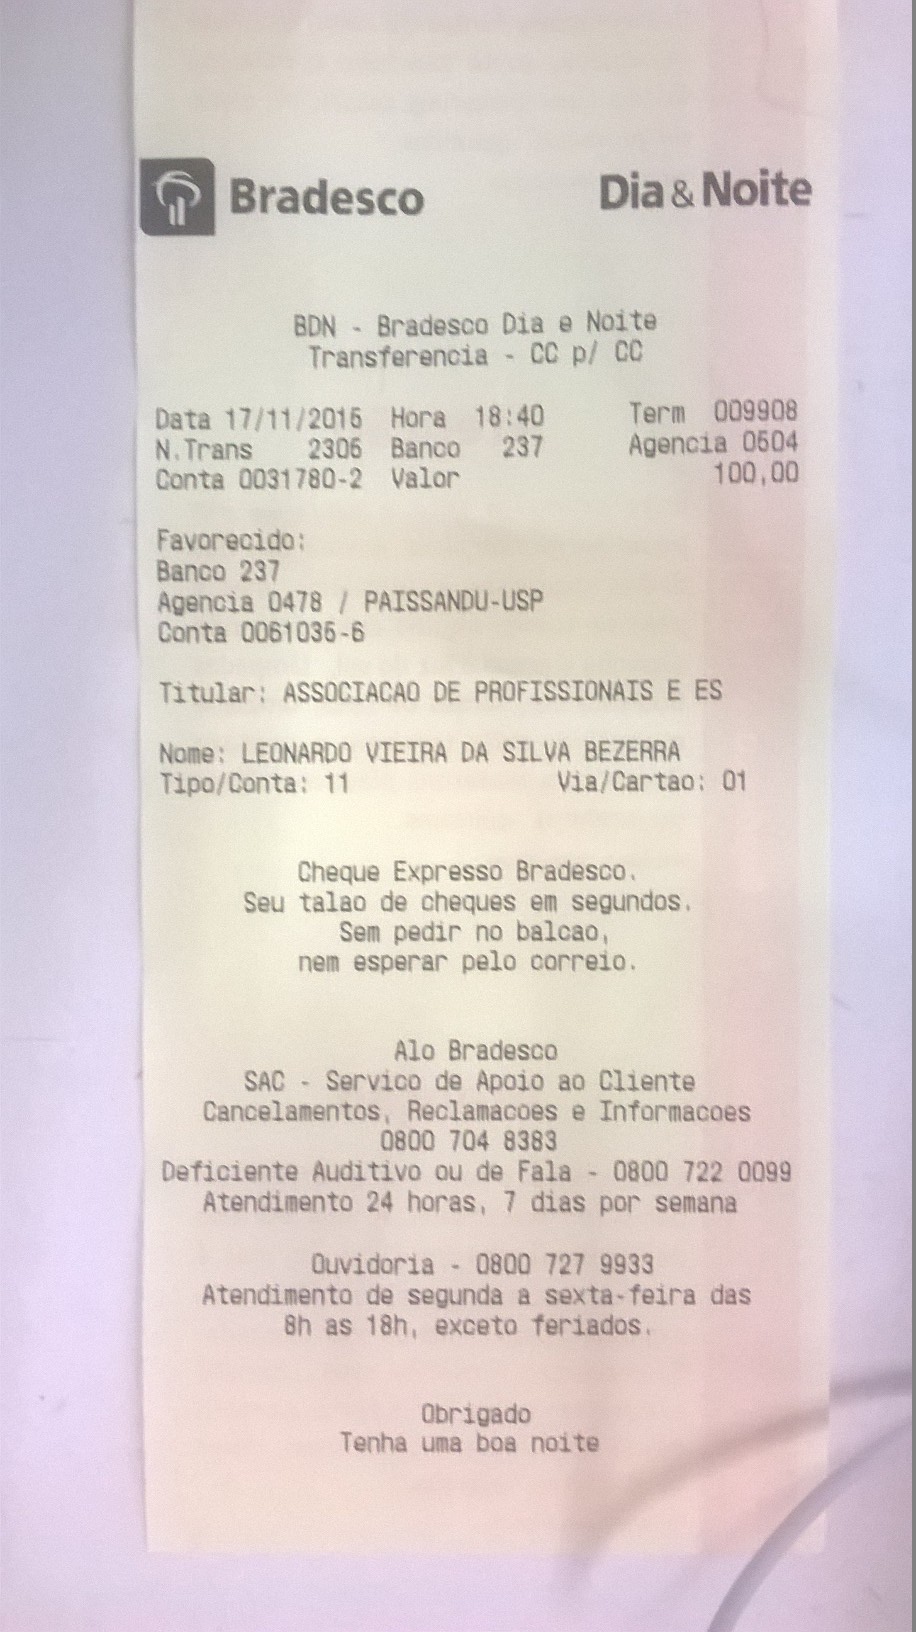 Bradesco Dia & Noite
BDN - Bradesco Dia e Noite
Transferencia - CC p/ CC
Data 17/11/2015 Hora 18:40 Term 009908
N.Trans 2306 Banco 237 Agencia 0504
Conta 0031780-2 Valor 100,00
Favorecido:
Banco 237
Agencia 0478 / PAISSANDU-USP
Conta 0061035-6
Titular: ASSOCIACAO DE PROFISSIONAIS E ES
Nome: LEONARDO VIEIRA DA SILVA BEZERRA
Tipo/Conta: 11 Via/Cartao: 01
Cheque Expresso Bradesco.
Seu talao de cheques em segundos.
Sem pedir no balcao,
nem esperar pelo correio.
Alo Bradesco
SAC - Servico de Apoio ao Cliente
Cancelamentos, Reclamacoes e Informacoes
0800 704 8383
Deficiente Auditivo ou de Fala - 0800 722 0099
Atendimento 24 horas, 7 dias por semana
Ouvidoria - 0800 727 9933
Atendimento de segunda a sexta-feira das
8h as 18h, exceto feriados.
Obrigado
Tenha uma boa noite